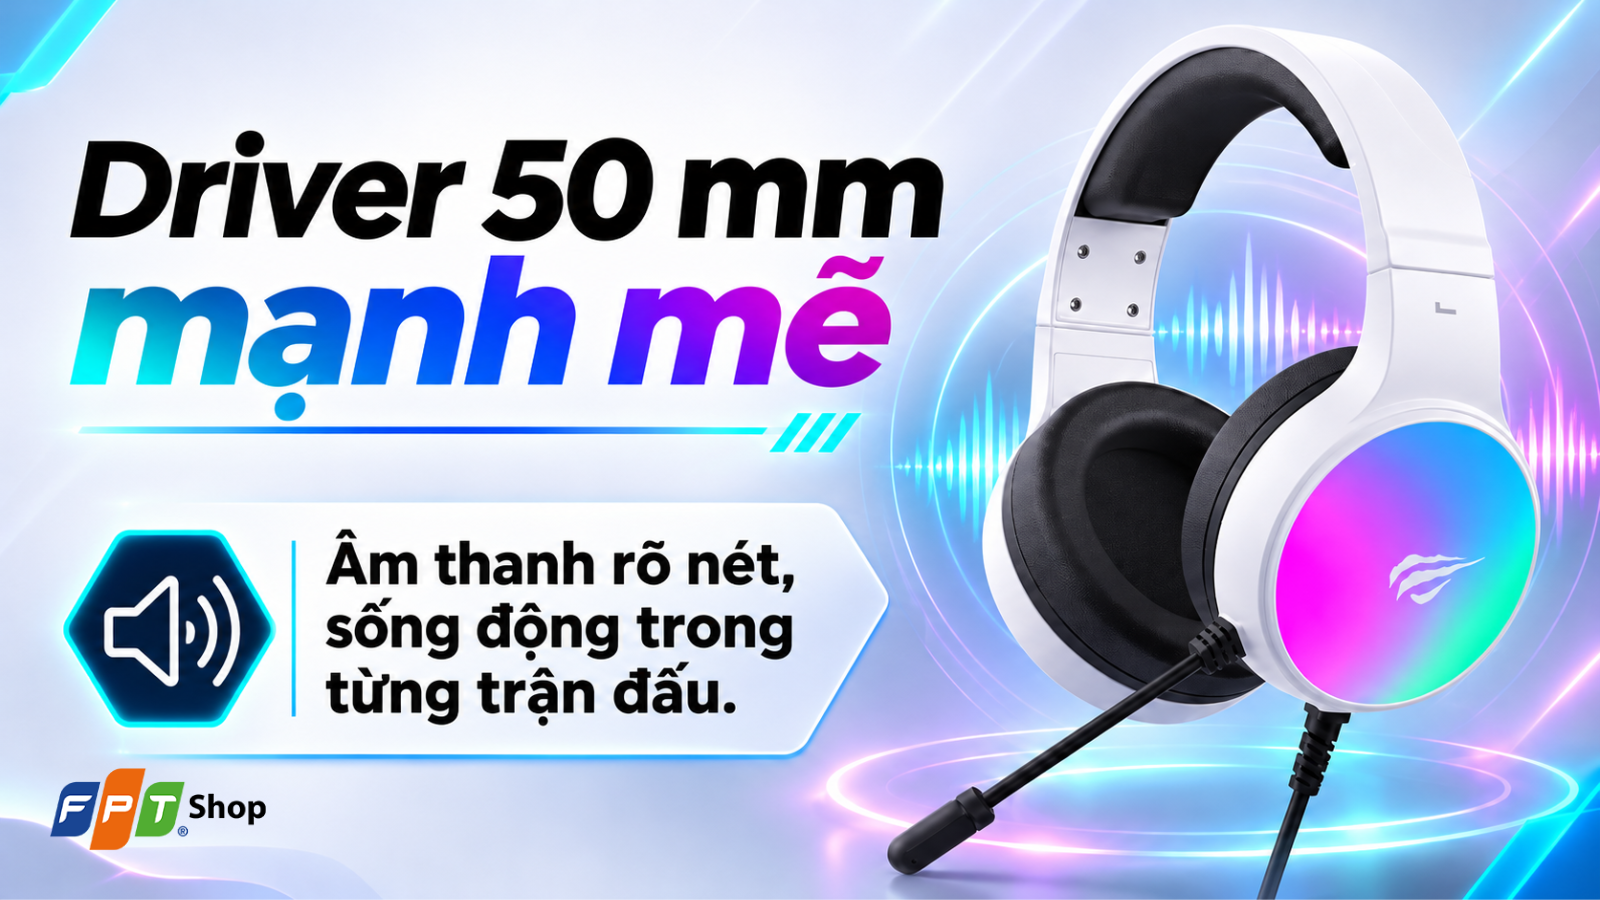 Driver 50 mm
mạnh mẽ
Âm thanh rõ nét,
sống động trong
từng trận đấu.
FPT® Shop
L